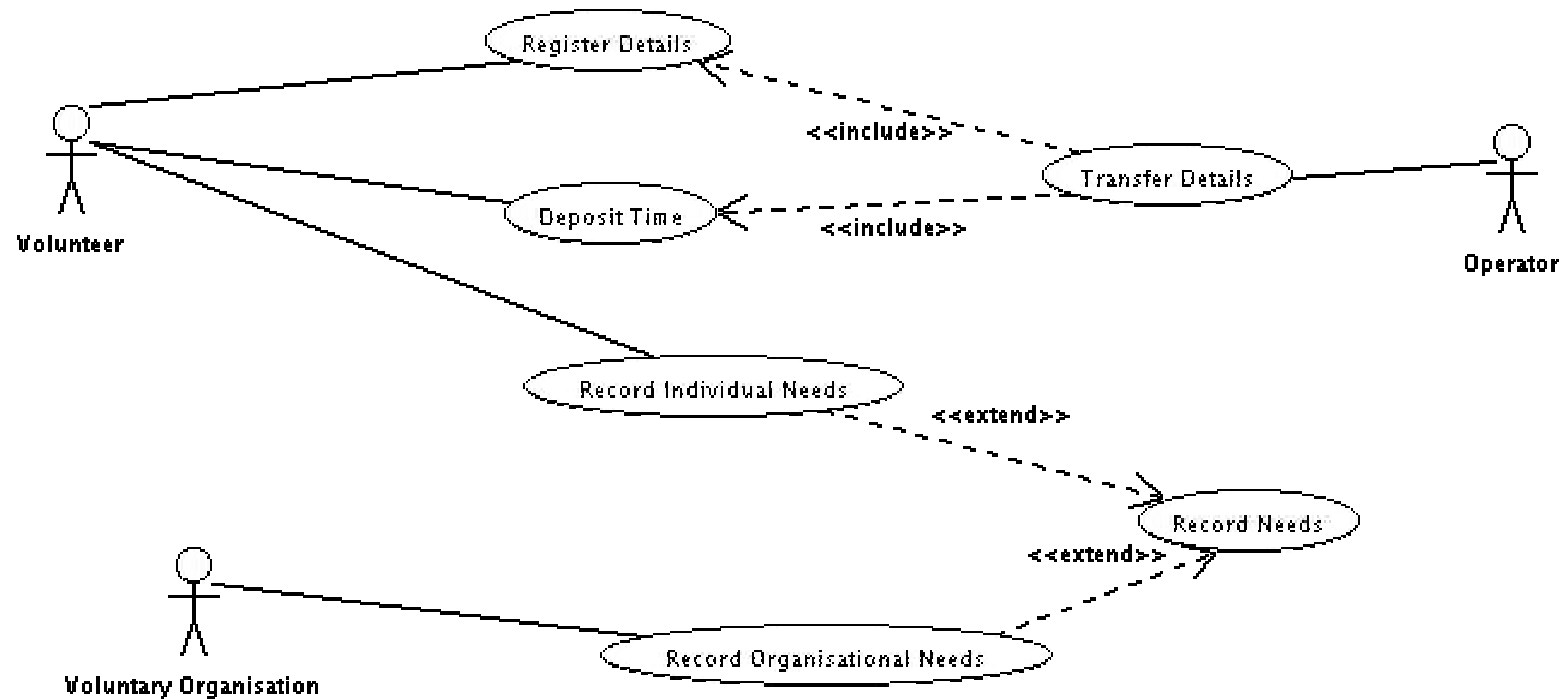 Register Details
<<include>>
Transfer Details
Deposit Time
<<include>>
Volunteer
Operator
Record Individual Needs
<<extend>>
Record Needs
<<extend>>
Record Organisational Needs
Voluntary Organisation